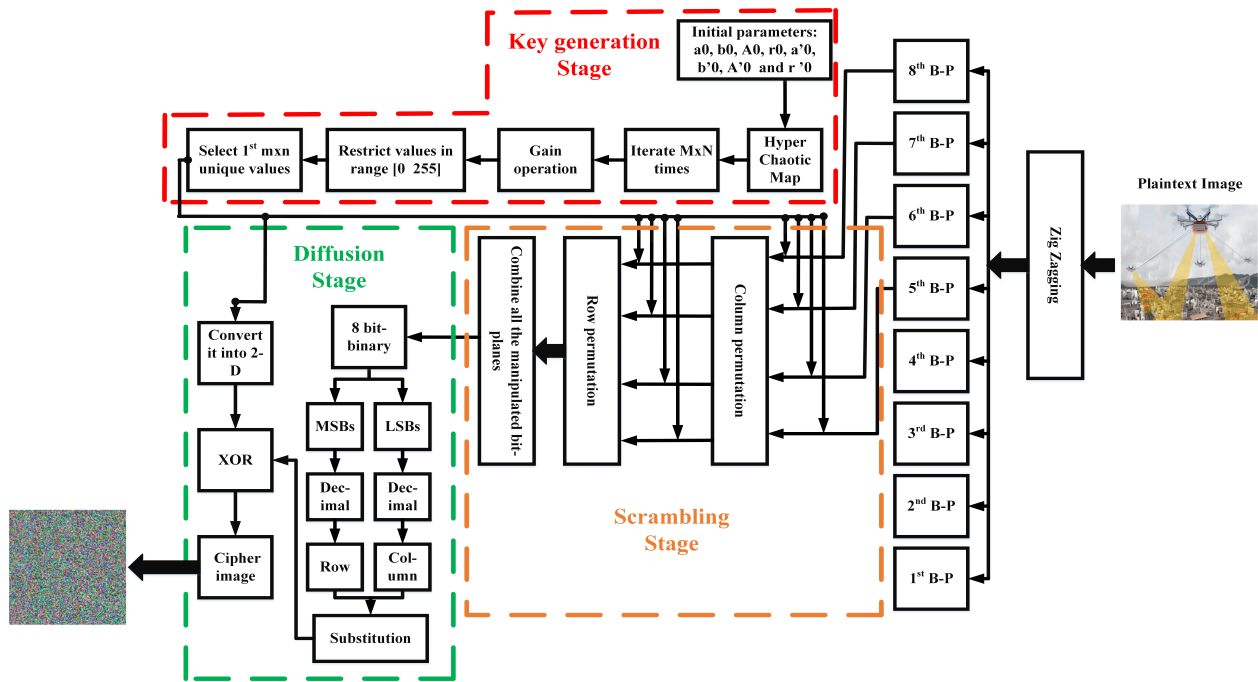 Key generation
Stage
Initial parameters:
a0, b0, A0, r0, a’0,
b’0, A’0 and r ’0
Select 1st mxn
unique values
Restrict values in
range [0 255]
Gain
operation
Iterate MxN
times
Hyper
Chaotic
Map
Diffusion
Stage
Convert
it into 2-
D
XOR
Cipher
image
8 bit-
binary
MSBs
LSBs
Dec-
imal
Dec-
imal
Row
Col-
umn
Substitution
Combine all the manipulated bit-
planes
Row permutation
Column permutation
Scrambling
Stage
8th B-P
7th B-P
6th B-P
5th B-P
4th B-P
3rd B-P
2nd B-P
1st B-P
Zig Zagging
Plaintext Image